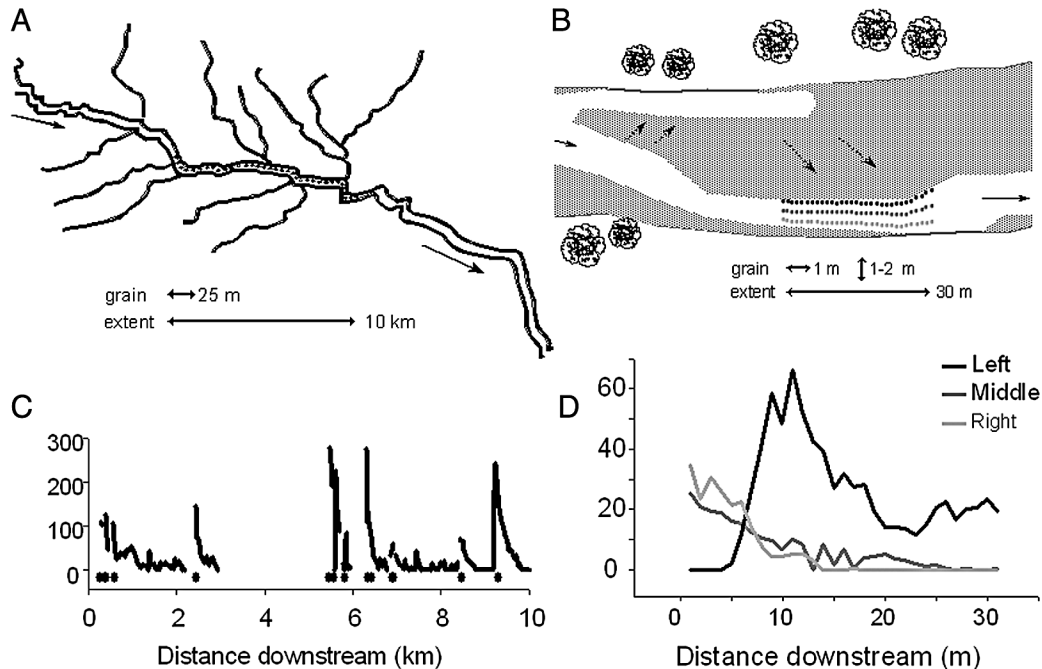 A
grain 25 m
extent 10 km
B
grain 1 m 1-2 m
extent 30 m
C
300
200
100
0
0 2 4 6 8 10
Distance downstream (km)
D
Left
Middle
Right
60
40
20
0
0 10 20 30
Distance downstream (m)